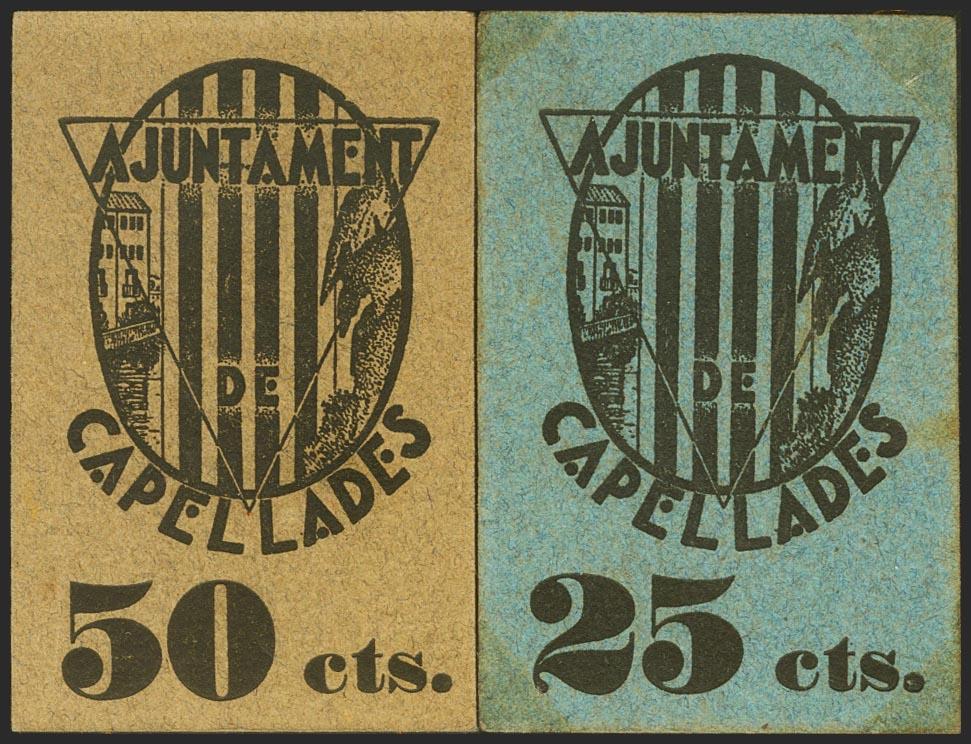 AJUNTAMENT
DE
CAPELLADES
50 cts.
AJUNTAMENT
DE
CAPELLADES
25 cts.